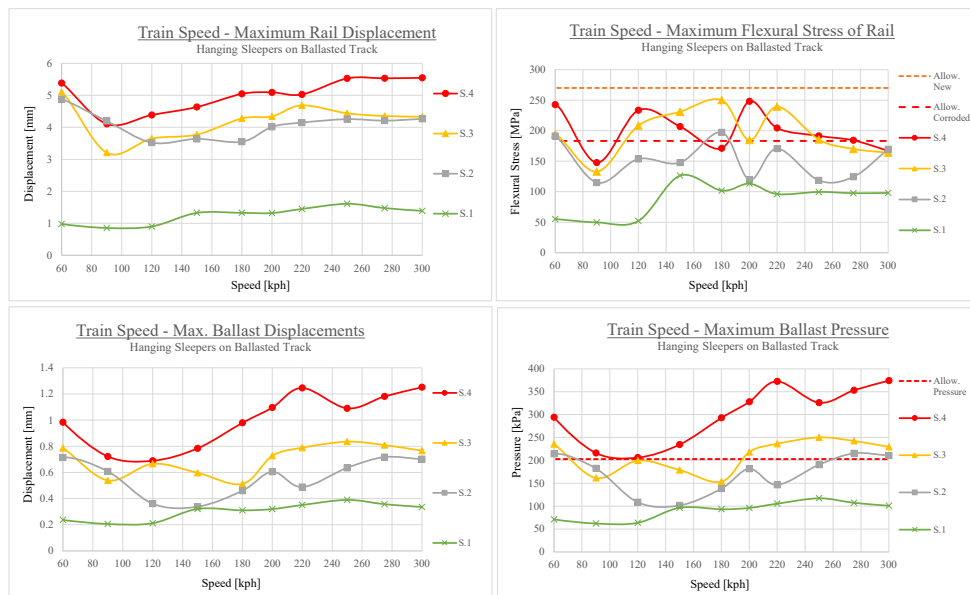 Train Speed - Maximum Rail Displacement
Hanging Sleepers on Ballasted Track
Displacement [mm]
6
5
4
3
2
1
0
60 80 100 120 140 160 180 200 220 240 260 280 300
Speed [kph]
S.4
S.3
S.2
S.1
Train Speed - Maximum Flexural Stress of Rail
Hanging Sleepers on Ballasted Track
Flexural Stress [MPa]
300
250
200
150
100
50
0
60 80 100 120 140 160 180 200 220 240 260 280 300
Speed [kph]
Allow.
New
Allow.
Corroded
S.4
S.3
S.2
S.1
Train Speed - Max. Ballast Displacements
Hanging Sleepers on Ballasted Track
Displacement [mm]
1.4
1.2
1
0.8
0.6
0.4
0.2
0
60 80 100 120 140 160 180 200 220 240 260 280 300
Speed [kph]
S.4
S.3
S.2
S.1
Train Speed - Maximum Ballast Pressure
Hanging Sleepers on Ballasted Track
Pressure [kPa]
400
350
300
250
200
150
100
50
0
60 80 100 120 140 160 180 200 220 240 260 280 300
Speed [kph]
Allow.
Pressure
S.4
S.3
S.2
S.1